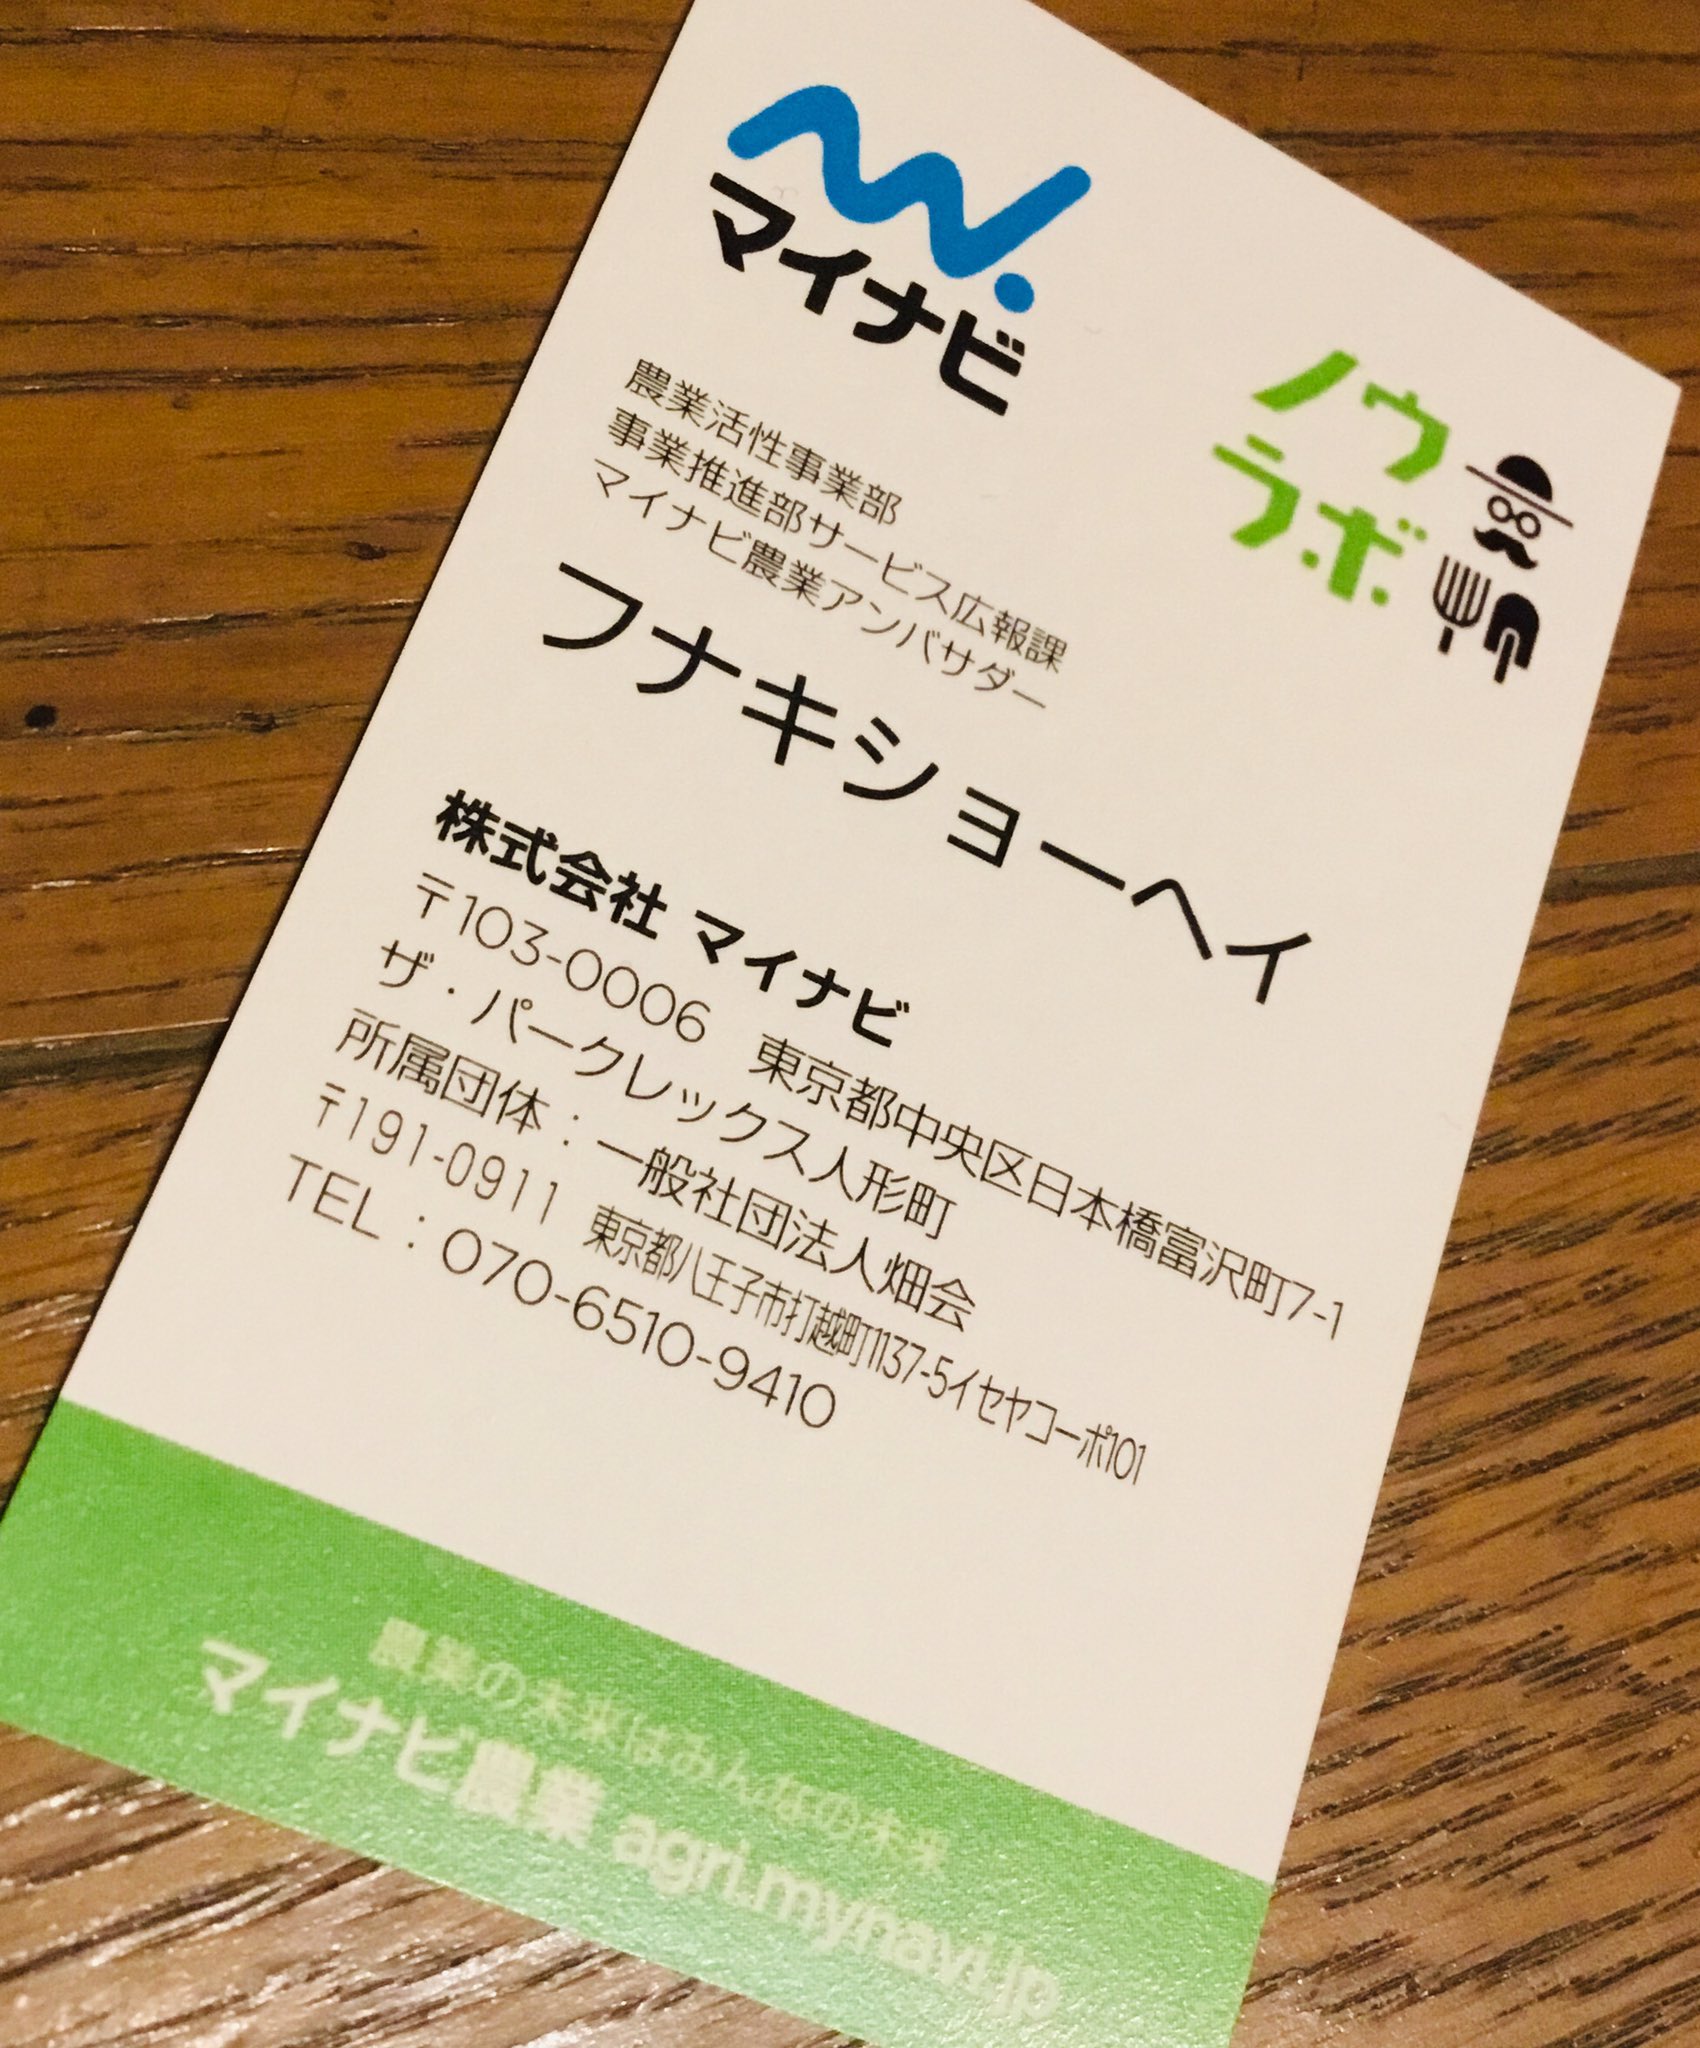 マイナビ
ノウ
ラボ
農業活性事業部
事業推進部サービス広報課
マイナビ農業アンバサダー
フナキショーヘイ
株式会社 マイナビ
〒103-0006 東京都中央区日本橋富沢町7-1
ザ・パークレックス人形町
所属団体：一般社団法人畑会
〒191-0911 東京都八王子市打越町1137-5イセヤコーポ101
TEL：070-6510-9410
農業の未来はみんなの未来
マイナビ農業 agri.mynavi.jp